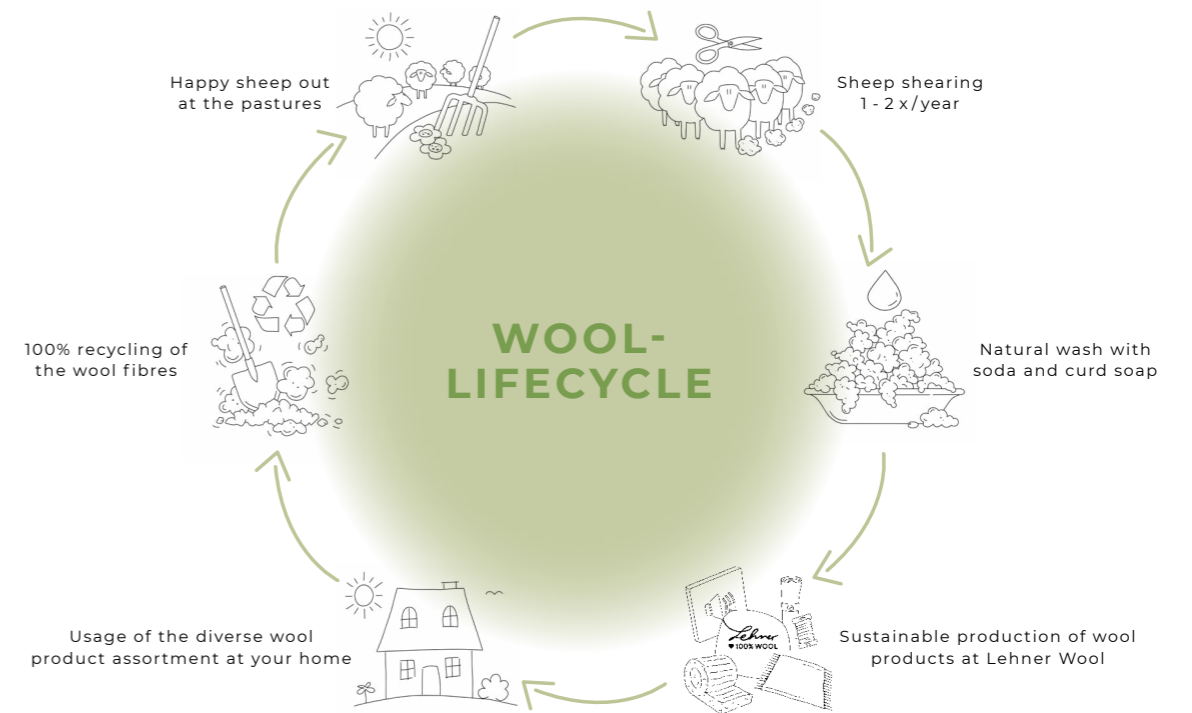 Happy sheep out
at the pastures
Sheep shearing
1 - 2 x / year
Natural wash with
soda and curd soap
Sustainable production of wool
products at Lehner Wool
Lehner
♥ 100% WOOL
Usage of the diverse wool
product assortment at your home
100% recycling of
the wool fibres
WOOL-
LIFECYCLE